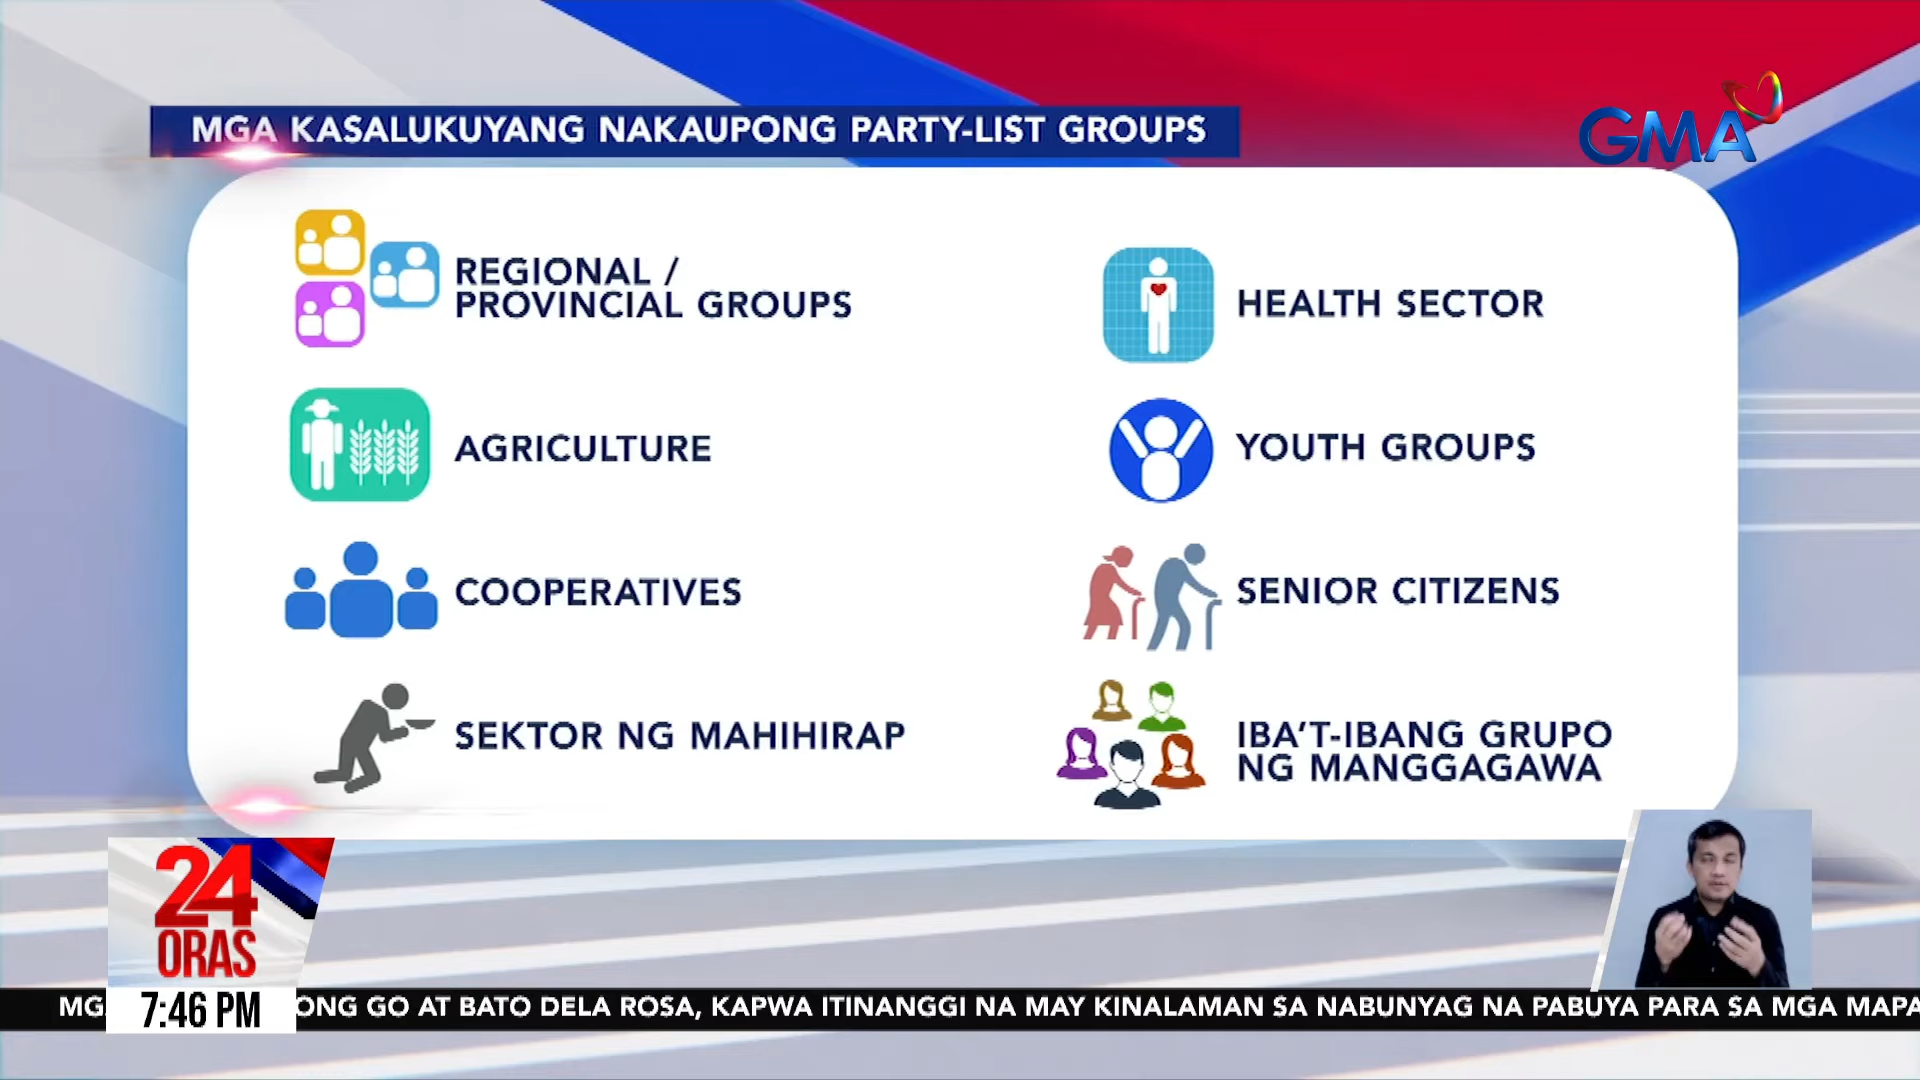 MGA KASALUKUYANG NAKAUPONG PARTY-LIST GROUPS
GMA
REGIONAL /
PROVINCIAL GROUPS
AGRICULTURE
COOPERATIVES
SEKTOR NG MAHIHIRAP
HEALTH SECTOR
YOUTH GROUPS
SENIOR CITIZENS
IBA'T-IBANG GRUPO
NG MANGGAGAWA
24
ORAS
7:46 PM
ONG GO AT BATO DELA ROSA, KAPWA ITINANGGI NA MAY KINALAMAN SA NABUNYAG NA PABUYA PARA SA MGA